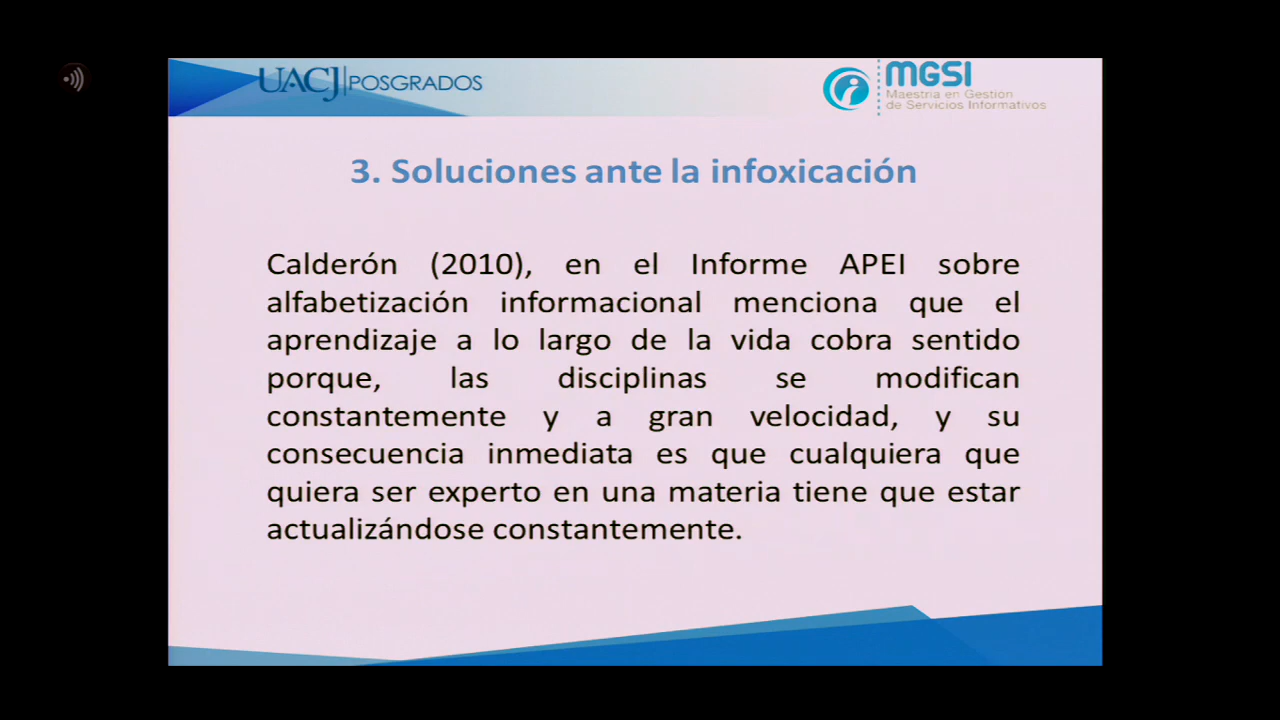 UACJ POSGRADOS
MGSI
Maestría en Gestión
de Servicios Informativos
3. Soluciones ante la infoxicación
Calderón (2010), en el Informe APEI sobre
alfabetización informacional menciona que el
aprendizaje a lo largo de la vida cobra sentido
porque, las disciplinas se modifican
constantemente y a gran velocidad, y su
consecuencia inmediata es que cualquiera que
quiera ser experto en una materia tiene que estar
actualizándose constantemente.